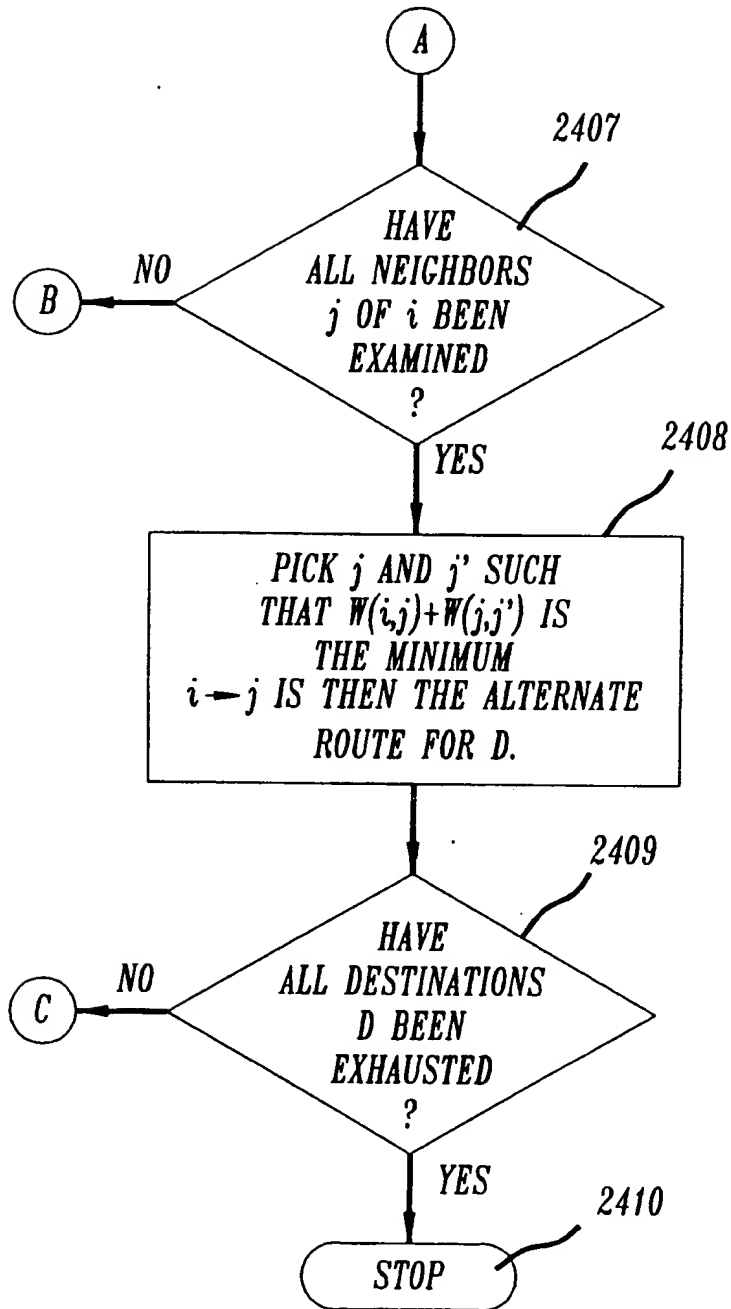 A
2407
HAVE
ALL NEIGHBORS
j OF i BEEN
EXAMINED
?
NO
B
YES
2408
PICK j AND j' SUCH
THAT W(i,j)+W(j,j') IS
THE MINIMUM
i→j IS THEN THE ALTERNATE
ROUTE FOR D.
2409
HAVE
ALL DESTINATIONS
D BEEN
EXHAUSTED
?
NO
C
YES
2410
STOP